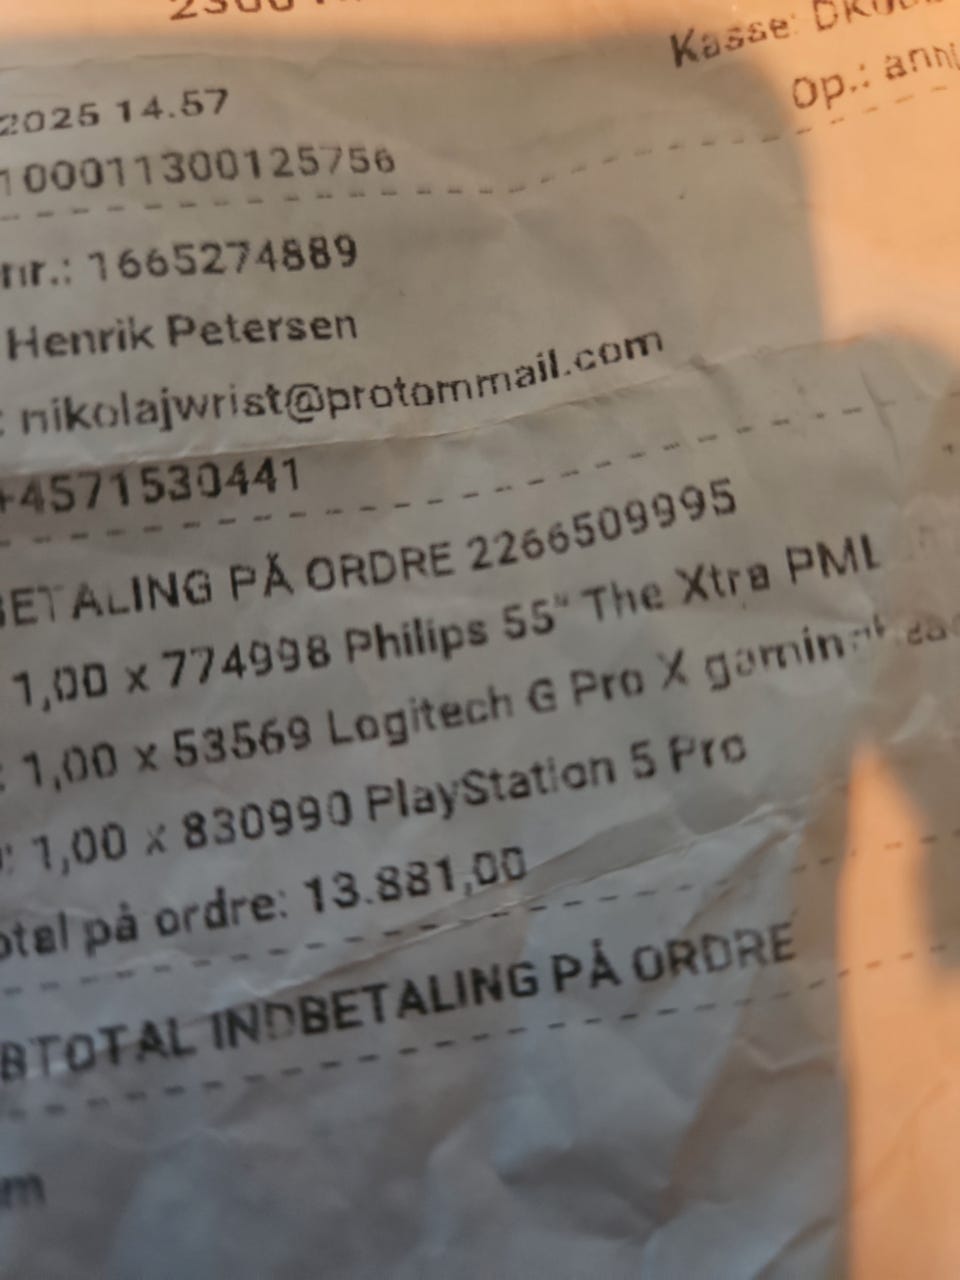 Kasse:
Op.:
2025 14.57
100011300125756
nr.: 1665274889
Henrik Petersen
: nikolajwrist@protommail.com
+4571530441
BETALING PÅ ORDRE 2266509995
1,00 x 774998 Philips 55" The Xtra PML
: 1,00 x 53569 Logitech G Pro X
: 1,00 x 830990 PlayStation 5 Pro
otal på ordre: 13.881,00
BTOTAL INDBETALING PÅ ORDRE